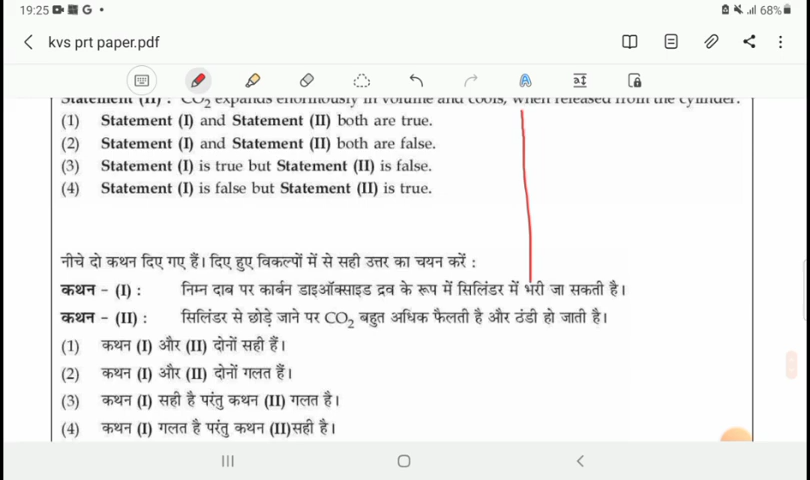 19:25 G •
68%
kvs prt paper.pdf
Statement (II) : CO₂ expands enormously in volume and cools, when released from the cylinder.
(1) Statement (I) and Statement (II) both are true.
(2) Statement (I) and Statement (II) both are false.
(3) Statement (I) is true but Statement (II) is false.
(4) Statement (I) is false but Statement (II) is true.
नीचे दो कथन दिए गए हैं। दिए हुए विकल्पों में से सही उत्तर का चयन करें :
कथन - (I) : निम्न दाब पर कार्बन डाइऑक्साइड द्रव के रूप में सिलिंडर में भरी जा सकती है।
कथन - (II) : सिलिंडर से छोड़े जाने पर CO₂ बहुत अधिक फैलती है और ठंडी हो जाती है।
(1) कथन (I) और (II) दोनों सही हैं।
(2) कथन (I) और (II) दोनों गलत हैं।
(3) कथन (I) सही है परंतु कथन (II) गलत है।
(4) कथन (I) गलत है परंतु कथन (II)सही है।